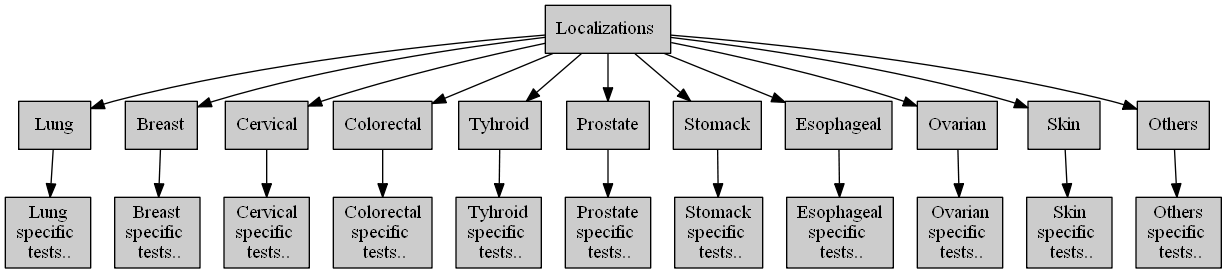 Localizations
Lung
Breast
Cervical
Colorectal
Tyhroid
Prostate
Stomack
Esophageal
Ovarian
Skin
Others
Lung
specific
tests..
Breast
specific
tests..
Cervical
specific
tests..
Colorectal
specific
tests..
Tyhroid
specific
tests..
Prostate
specific
tests..
Stomack
specific
tests..
Esophageal
specific
tests..
Ovarian
specific
tests..
Skin
specific
tests..
Others
specific
tests..